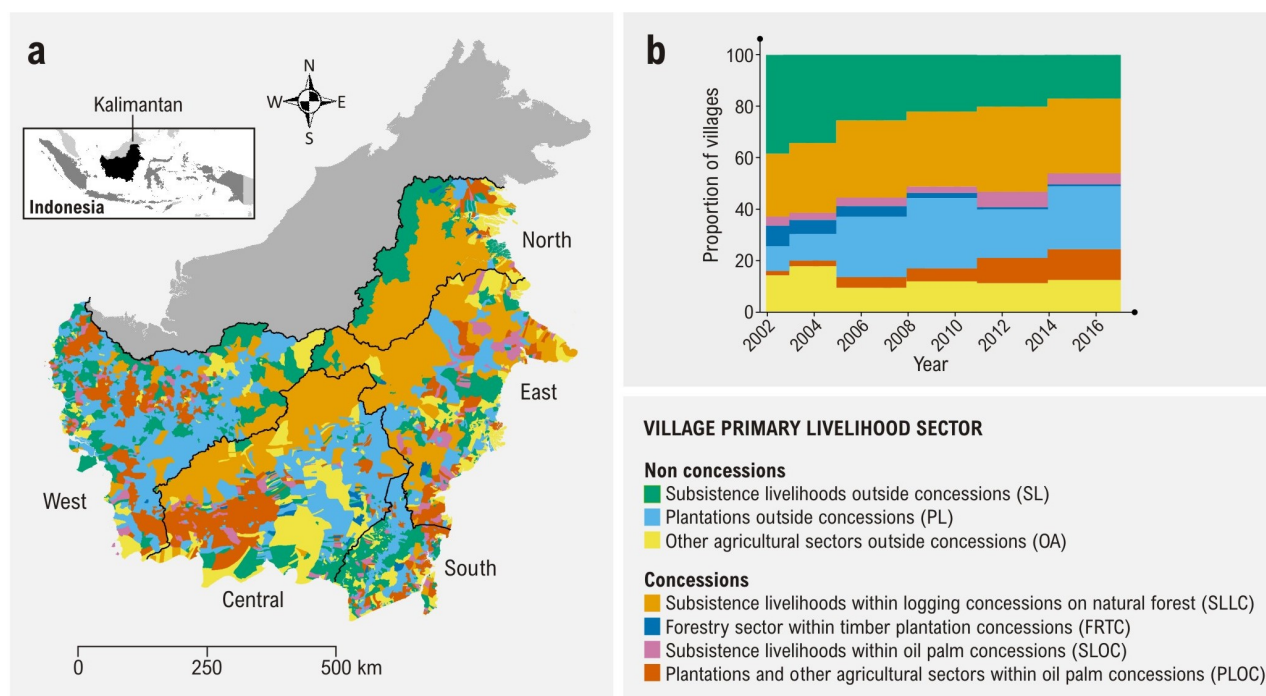 a
N
W
E
S
Kalimantan
Indonesia
North
East
West
South
Central
0
250
500 km
b
Proportion of villages
100
80
60
40
20
0
2002
2004
2006
2008
2010
2012
2014
2016
Year
VILLAGE PRIMARY LIVELIHOOD SECTOR
Non concessions
Subsistence livelihoods outside concessions (SL)
Plantations outside concessions (PL)
Other agricultural sectors outside concessions (OA)
Concessions
Subsistence livelihoods within logging concessions on natural forest (SLLC)
Forestry sector within timber plantation concessions (FRTC)
Subsistence livelihoods within oil palm concessions (SLOC)
Plantations and other agricultural sectors within oil palm concessions (PLOC)